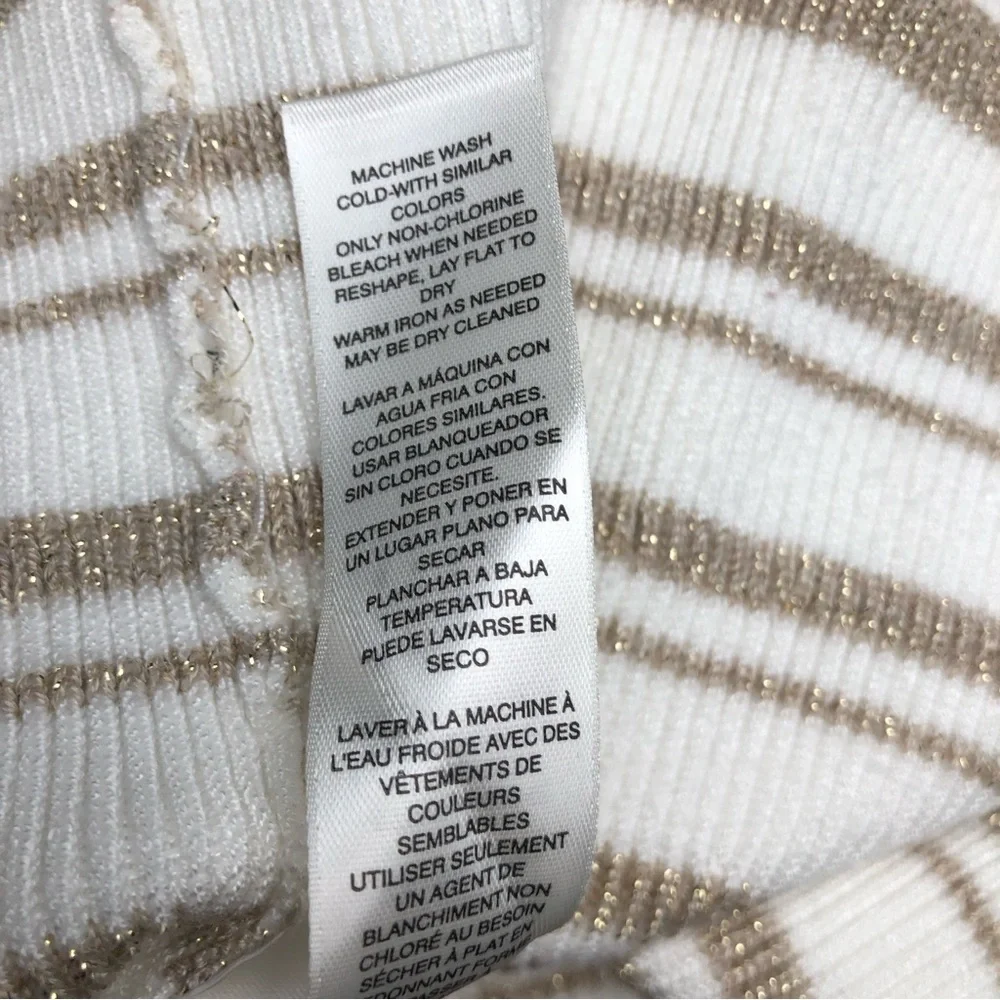 MACHINE WASH
COLD-WITH SIMILAR
COLORS
ONLY NON-CHLORINE
BLEACH WHEN NEEDED
RESHAPE, LAY FLAT TO
DRY
WARM IRON AS NEEDED
MAY BE DRY CLEANED
LAVAR A MÁQUINA CON
AGUA FRIA CON
COLORES SIMILARES.
USAR BLANQUEADOR
SIN CLORO CUANDO SE
NECESITE.
EXTENDER Y PONER EN
UN LUGAR PLANO PARA
SECAR
PLANCHAR A BAJA
TEMPERATURA
PUEDE LAVARSE EN
SECO
LAVER À LA MACHINE À
L'EAU FROIDE AVEC DES
VÊTEMENTS DE
COULEURS
SEMBLABLES
UTILISER SEULEMENT
UN AGENT DE
BLANCHIMENT NON
CHLORÉ AU BESOIN
SÉCHER À PLAT EN